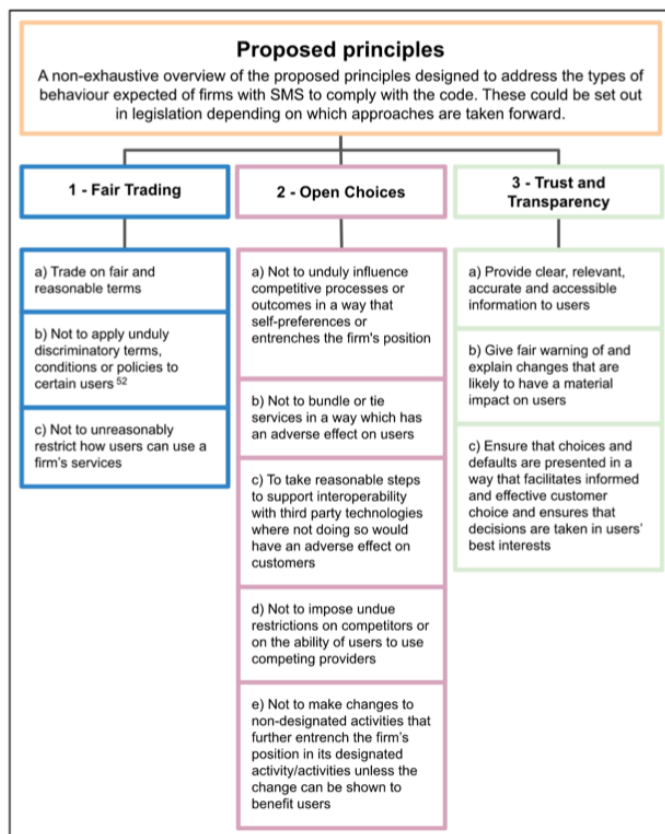 Proposed principles
A non-exhaustive overview of the proposed principles designed to address the types of
behaviour expected of firms with SMS to comply with the code. These could be set out
in legislation depending on which approaches are taken forward.
1 - Fair Trading
a) Trade on fair and
reasonable terms
b) Not to apply unduly
discriminatory terms,
conditions or policies to
certain users 52
c) Not to unreasonably
restrict how users can use a
firm's services
2 - Open Choices
a) Not to unduly influence
competitive processes or
outcomes in a way that
self-preferences or
entrenches the firm's position
b) Not to bundle or tie
services in a way which has
an adverse effect on users
c) To take reasonable steps
to support interoperability
with third party technologies
where not doing so would
have an adverse effect on
customers
d) Not to impose undue
restrictions on competitors or
on the ability of users to use
competing providers
e) Not to make changes to
non-designated activities that
further entrench the firm's
position in its designated
activity/activities unless the
change can be shown to
benefit users
3 - Trust and
Transparency
a) Provide clear, relevant,
accurate and accessible
information to users
b) Give fair warning of and
explain changes that are
likely to have a material
impact on users
c) Ensure that choices and
defaults are presented in a
way that facilitates informed
and effective customer
choice and ensures that
decisions are taken in users'
best interests